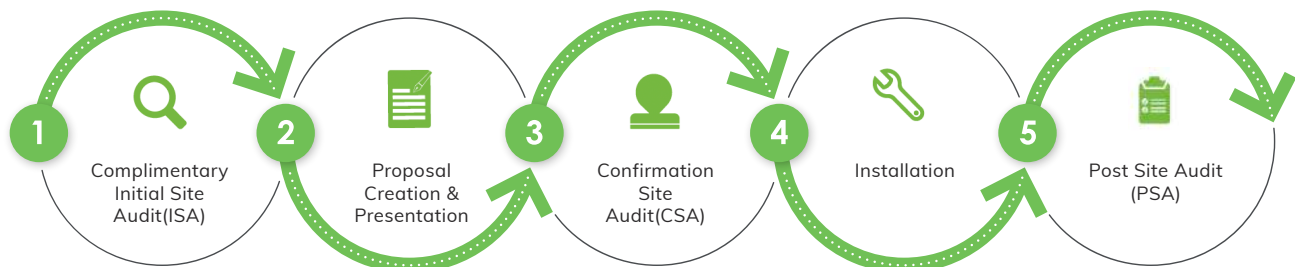 1
Complimentary
Initial Site
Audit(ISA)
2
Proposal
Creation &
Presentation
3
Confirmation
Site
Audit(CSA)
4
Installation
5
Post Site Audit
(PSA)